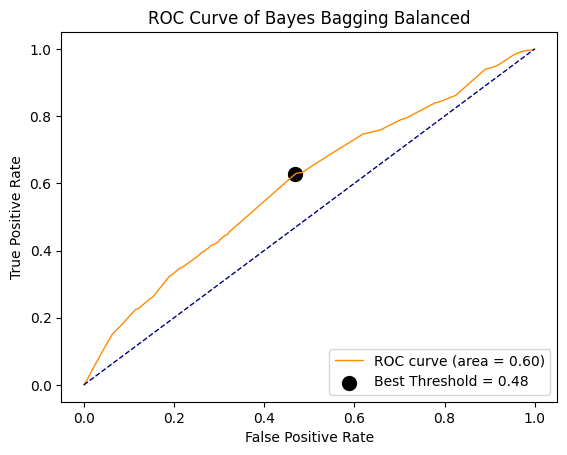 ROC Curve of Bayes Bagging Balanced
True Positive Rate
1.0
0.8
0.6
0.4
0.2
0.0
ROC curve (area = 0.60)
Best Threshold = 0.48
0.0 0.2 0.4 0.6 0.8 1.0
False Positive Rate